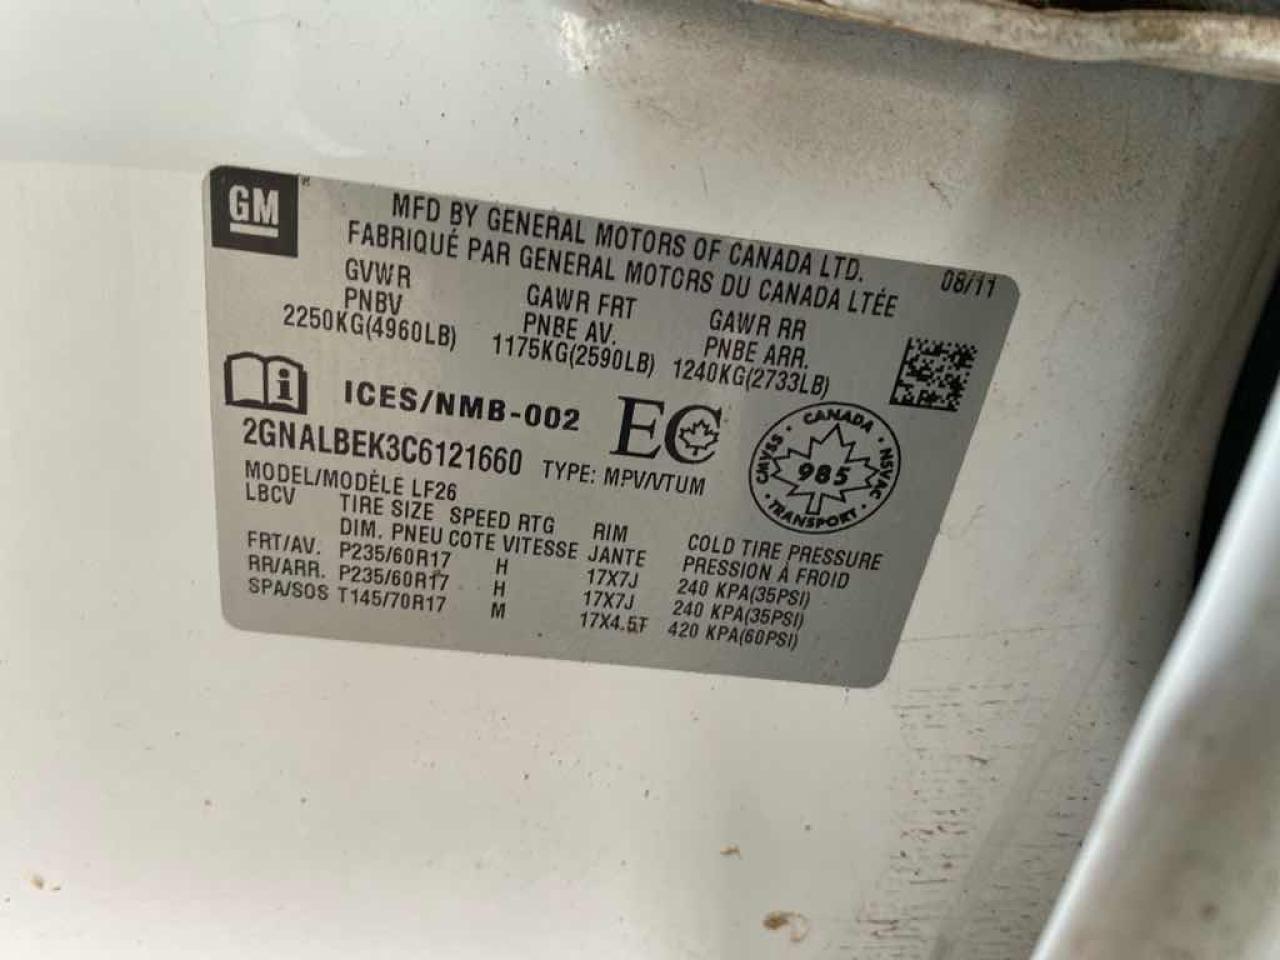 GM
MFD BY GENERAL MOTORS OF CANADA LTD.
08/11
FABRIQUÉ PAR GENERAL MOTORS DU CANADA LTÉE
GVWR GAWR FRT GAWR RR
PNBV PNBE AV. PNBE ARR.
2250KG(4960LB) 1175KG(2590LB) 1240KG(2733LB)
i ICES/NMB-002 EC
CANADA · NSVAC · TRANSPORT · CMVSS ·
985
2GNALBEK3C6121660 TYPE: MPV/VTUM
MODEL/MODÈLE LF26
LBCV TIRE SIZE SPEED RTG RIM COLD TIRE PRESSURE
DIM. PNEU COTE VITESSE JANTE PRESSION À FROID
FRT/AV. P235/60R17 H 17X7J 240 KPA(35PSI)
RR/ARR. P235/60R17 H 17X7J 240 KPA(35PSI)
SPA/SOS T145/70R17 M 17X4.5T 420 KPA(60PSI)